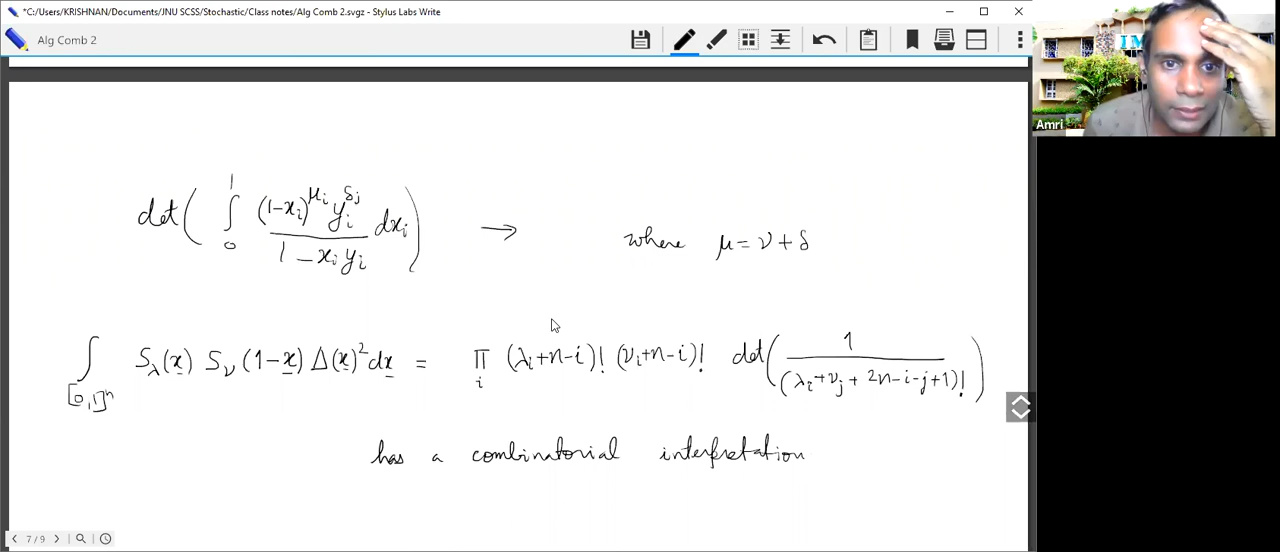 *C:/Users/KRISHNAN/Documents/JNU SCSS/Stochastic/Class notes/Alg Comb 2.svgz - Stylus Labs Write
Alg Comb 2
IM
Amri
det( ∫₀¹ (1-xᵢ)^μᵢ yᵢ^δⱼ / (1 - xᵢyᵢ) dxᵢ ) → where μ = ν + δ
∫_[0,1]ⁿ S_λ(x) S_ν(1-x) Δ(x)² dx = ∏ᵢ (λᵢ+n-i)! (νᵢ+n-i)! det( 1 / (λᵢ+νⱼ+2n-i-j+1)! )
has a combinatorial interpretation
7/9